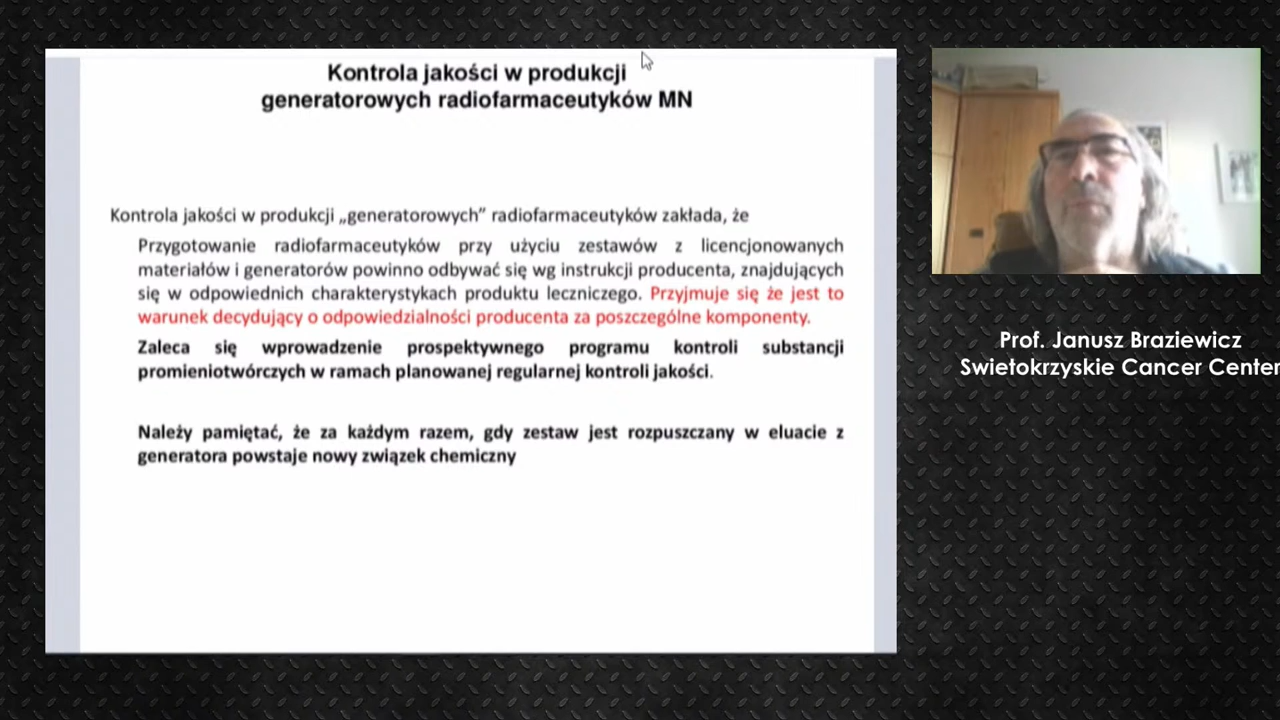 Kontrola jakości w produkcji
generatorowych radiofarmaceutyków MN
Kontrola jakości w produkcji „generatorowych” radiofarmaceutyków zakłada, że
Przygotowanie radiofarmaceutyków przy użyciu zestawów z licencjonowanych
materiałów i generatorów powinno odbywać się wg instrukcji producenta, znajdujących
się w odpowiednich charakterystykach produktu leczniczego. Przyjmuje się że jest to
warunek decydujący o odpowiedzialności producenta za poszczególne komponenty.
Zaleca się wprowadzenie prospektywnego programu kontroli substancji
promieniotwórczych w ramach planowanej regularnej kontroli jakości.
Należy pamiętać, że za każdym razem, gdy zestaw jest rozpuszczany w eluacie z
generatora powstaje nowy związek chemiczny
Prof. Janusz Braziewicz
Swietokrzyskie Cancer Center